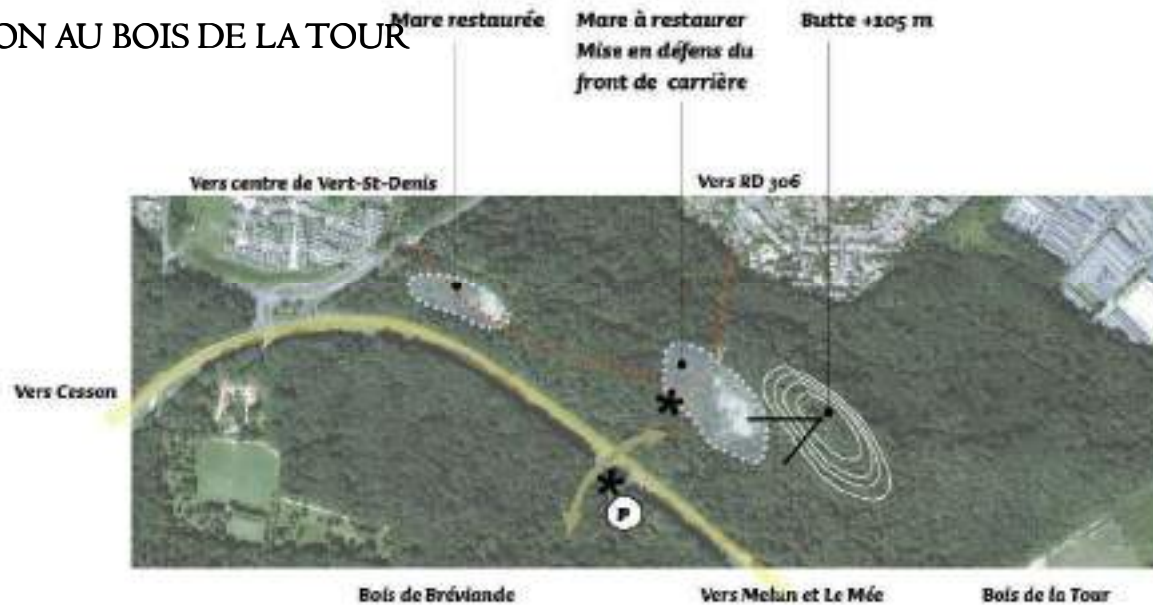 ON AU BOIS DE LA TOUR
Mare restaurée
Mare à restaurer
Mise en défens du
front de carrière
Butte +105 m
Vers centre de Vert-St-Denis
Vers RD 306
Vers Cesson
P
Bois de Bréviande
Vers Melun et Le Mée
Bois de la Tour